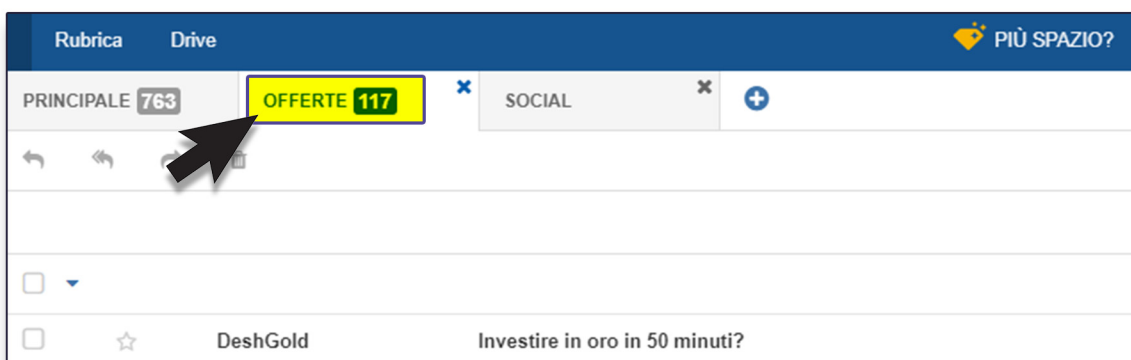 Rubrica Drive PIÙ SPAZIO?
PRINCIPALE 763 OFFERTE 117 SOCIAL
DeshGold Investire in oro in 50 minuti?